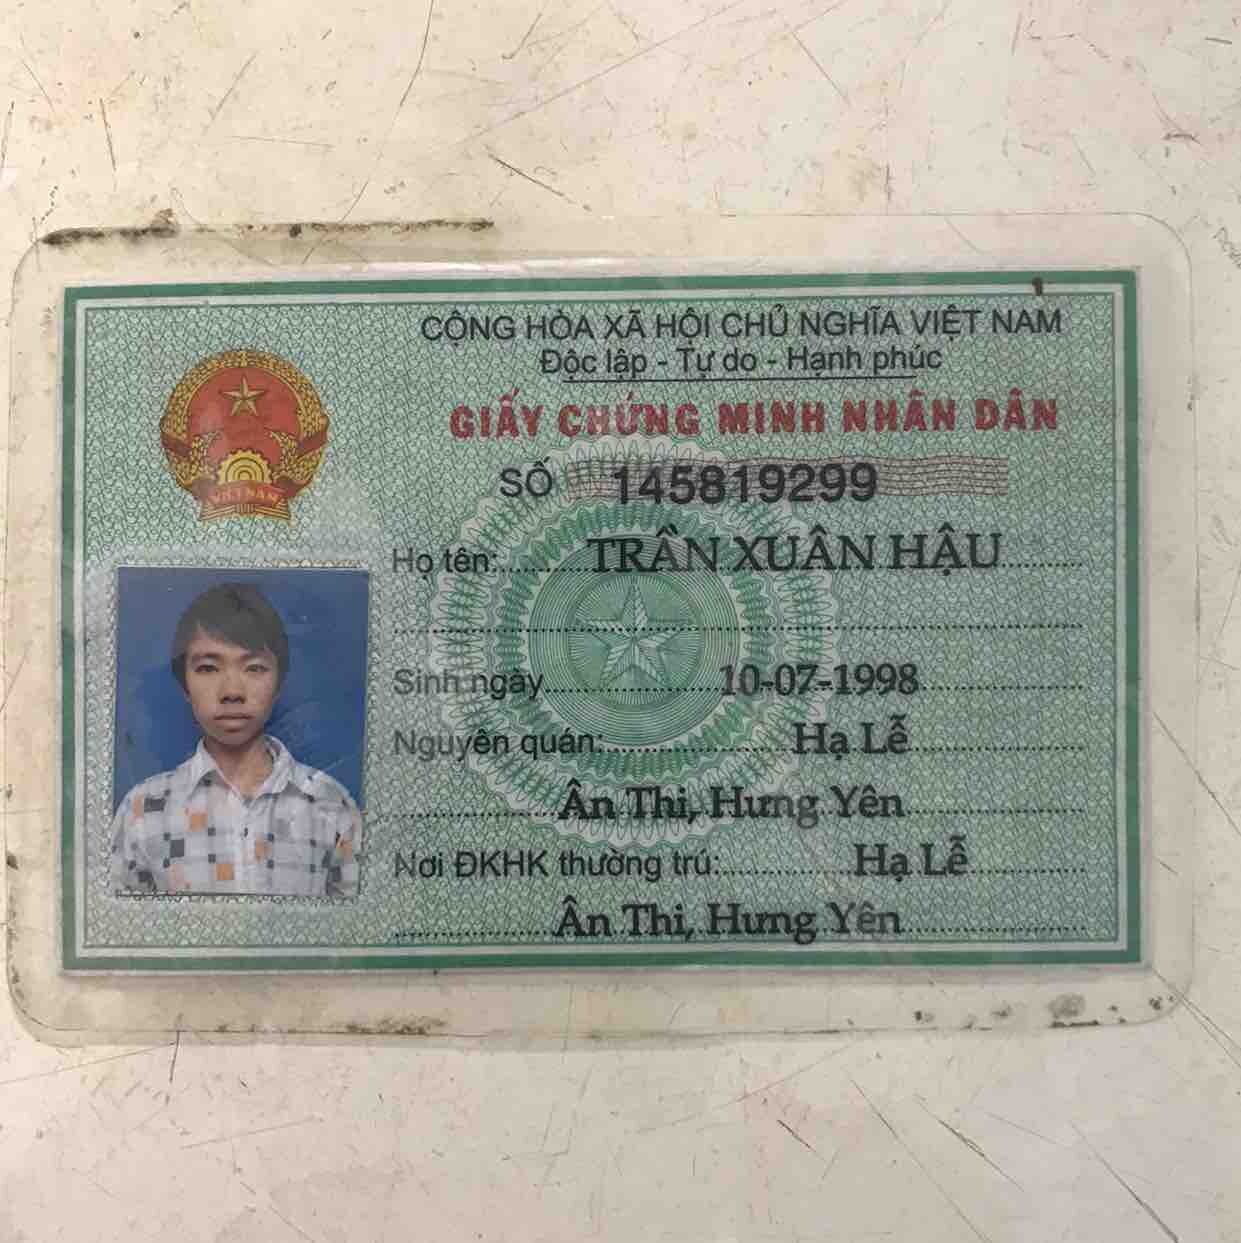 CỘNG HÒA XÃ HỘI CHỦ NGHĨA VIỆT NAM
Độc lập - Tự do - Hạnh phúc
GIẤY CHỨNG MINH NHÂN DÂN
SỐ 145819299
VIỆT NAM
Họ tên: TRẦN XUÂN HẬU
Sinh ngày 10-07-1998
Nguyên quán: Hạ Lễ
Ân Thi, Hưng Yên
Nơi ĐKHK thường trú: Hạ Lễ
Ân Thi, Hưng Yên